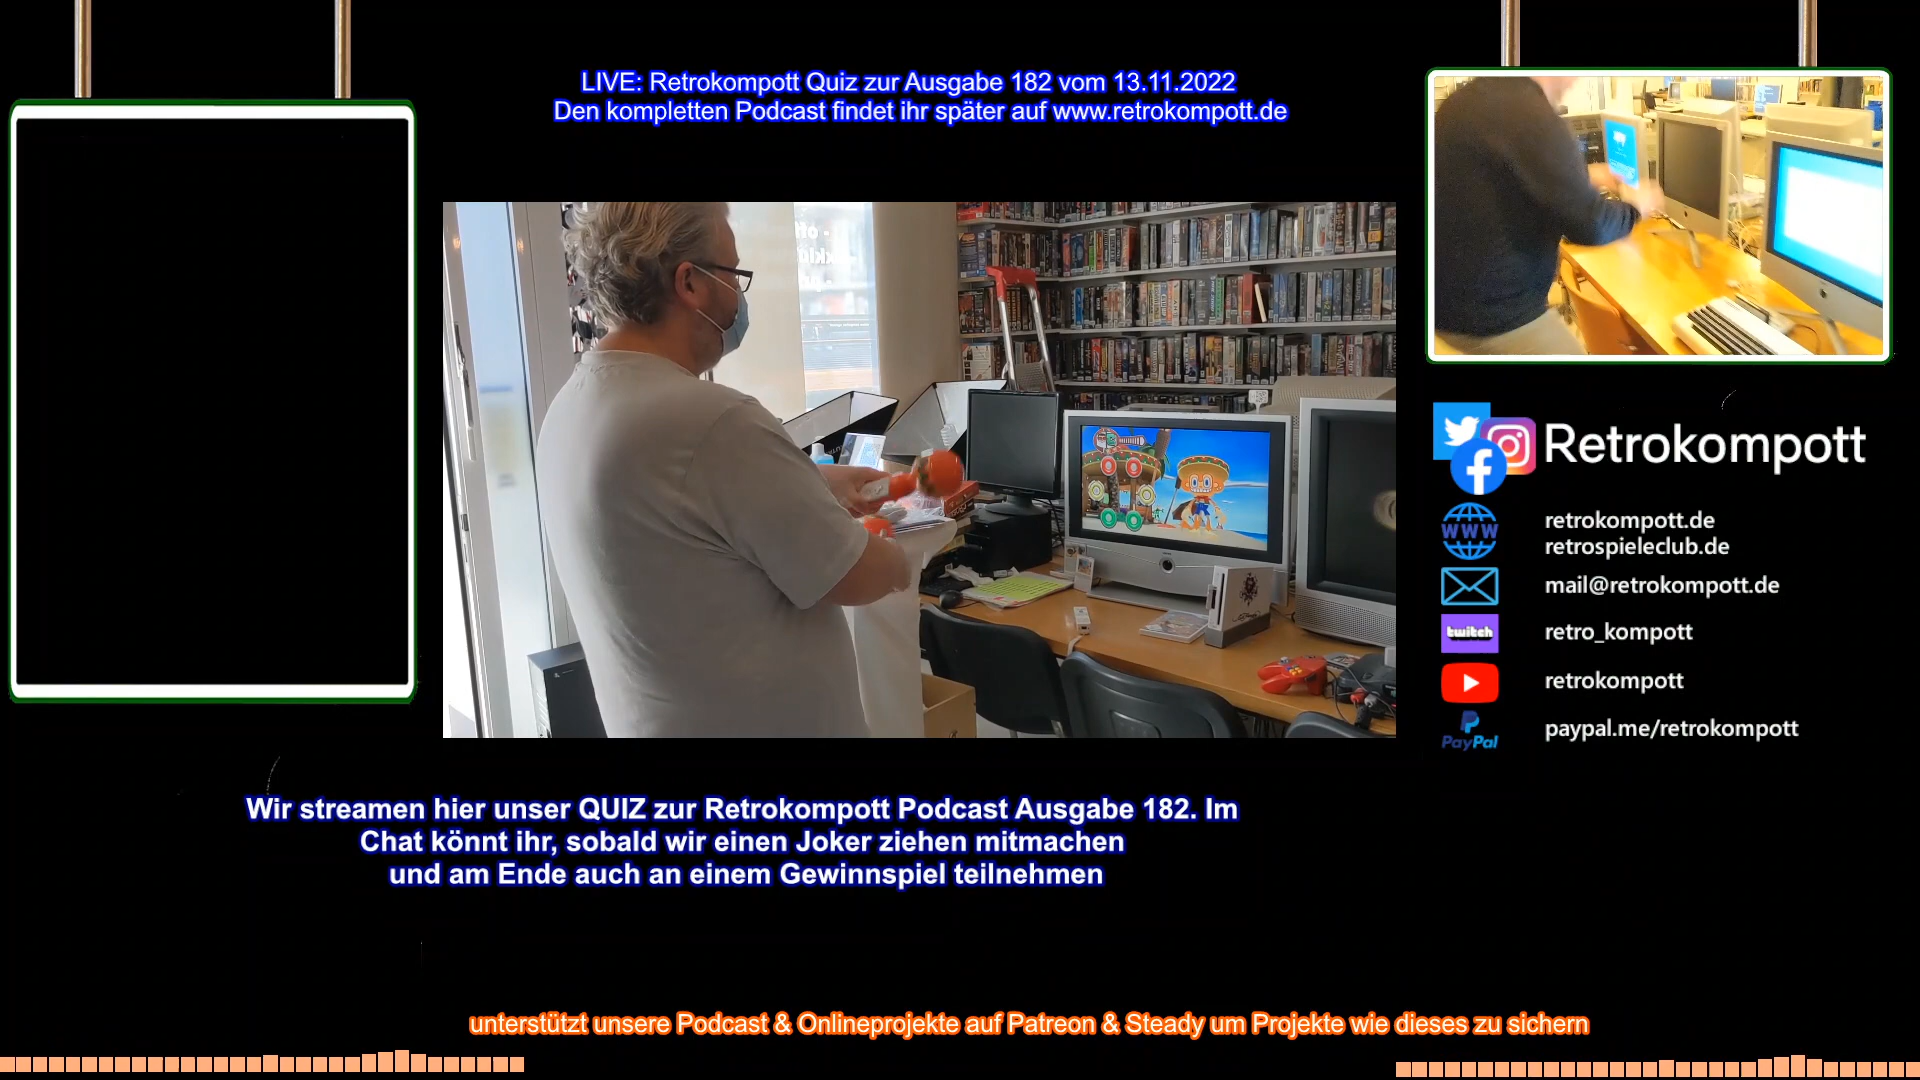 LIVE: Retrokompott Quiz zur Ausgabe 182 vom 13.11.2022
Den kompletten Podcast findet ihr später auf www.retrokompott.de
Retrokompott
WWW
retrokompott.de
retrospieleclub.de
mail@retrokompott.de
twitch
retro_kompott
retrokompott
PayPal
paypal.me/retrokompott
Wir streamen hier unser QUIZ zur Retrokompott Podcast Ausgabe 182. Im
Chat könnt ihr, sobald wir einen Joker ziehen mitmachen
und am Ende auch an einem Gewinnspiel teilnehmen
unterstützt unsere Podcast & Onlineprojekte auf Patreon & Steady um Projekte wie dieses zu sichern